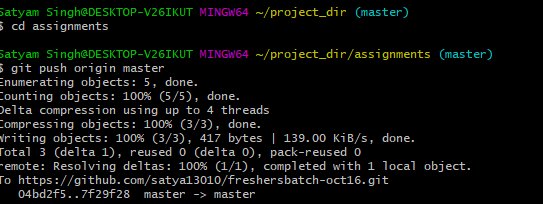 Satyam Singh@DESKTOP-V26IKUT MINGW64 ~/project_dir (master)
$ cd assignments
Satyam Singh@DESKTOP-V26IKUT MINGW64 ~/project_dir/assignments (master)
$ git push origin master
Enumerating objects: 5, done.
Counting objects: 100% (5/5), done.
Delta compression using up to 4 threads
Compressing objects: 100% (3/3), done.
Writing objects: 100% (3/3), 417 bytes | 139.00 KiB/s, done.
Total 3 (delta 1), reused 0 (delta 0), pack-reused 0
remote: Resolving deltas: 100% (1/1), completed with 1 local object.
To https://github.com/satya13010/freshersbatch-oct16.git
   04bd2f5..7f29f28  master -> master